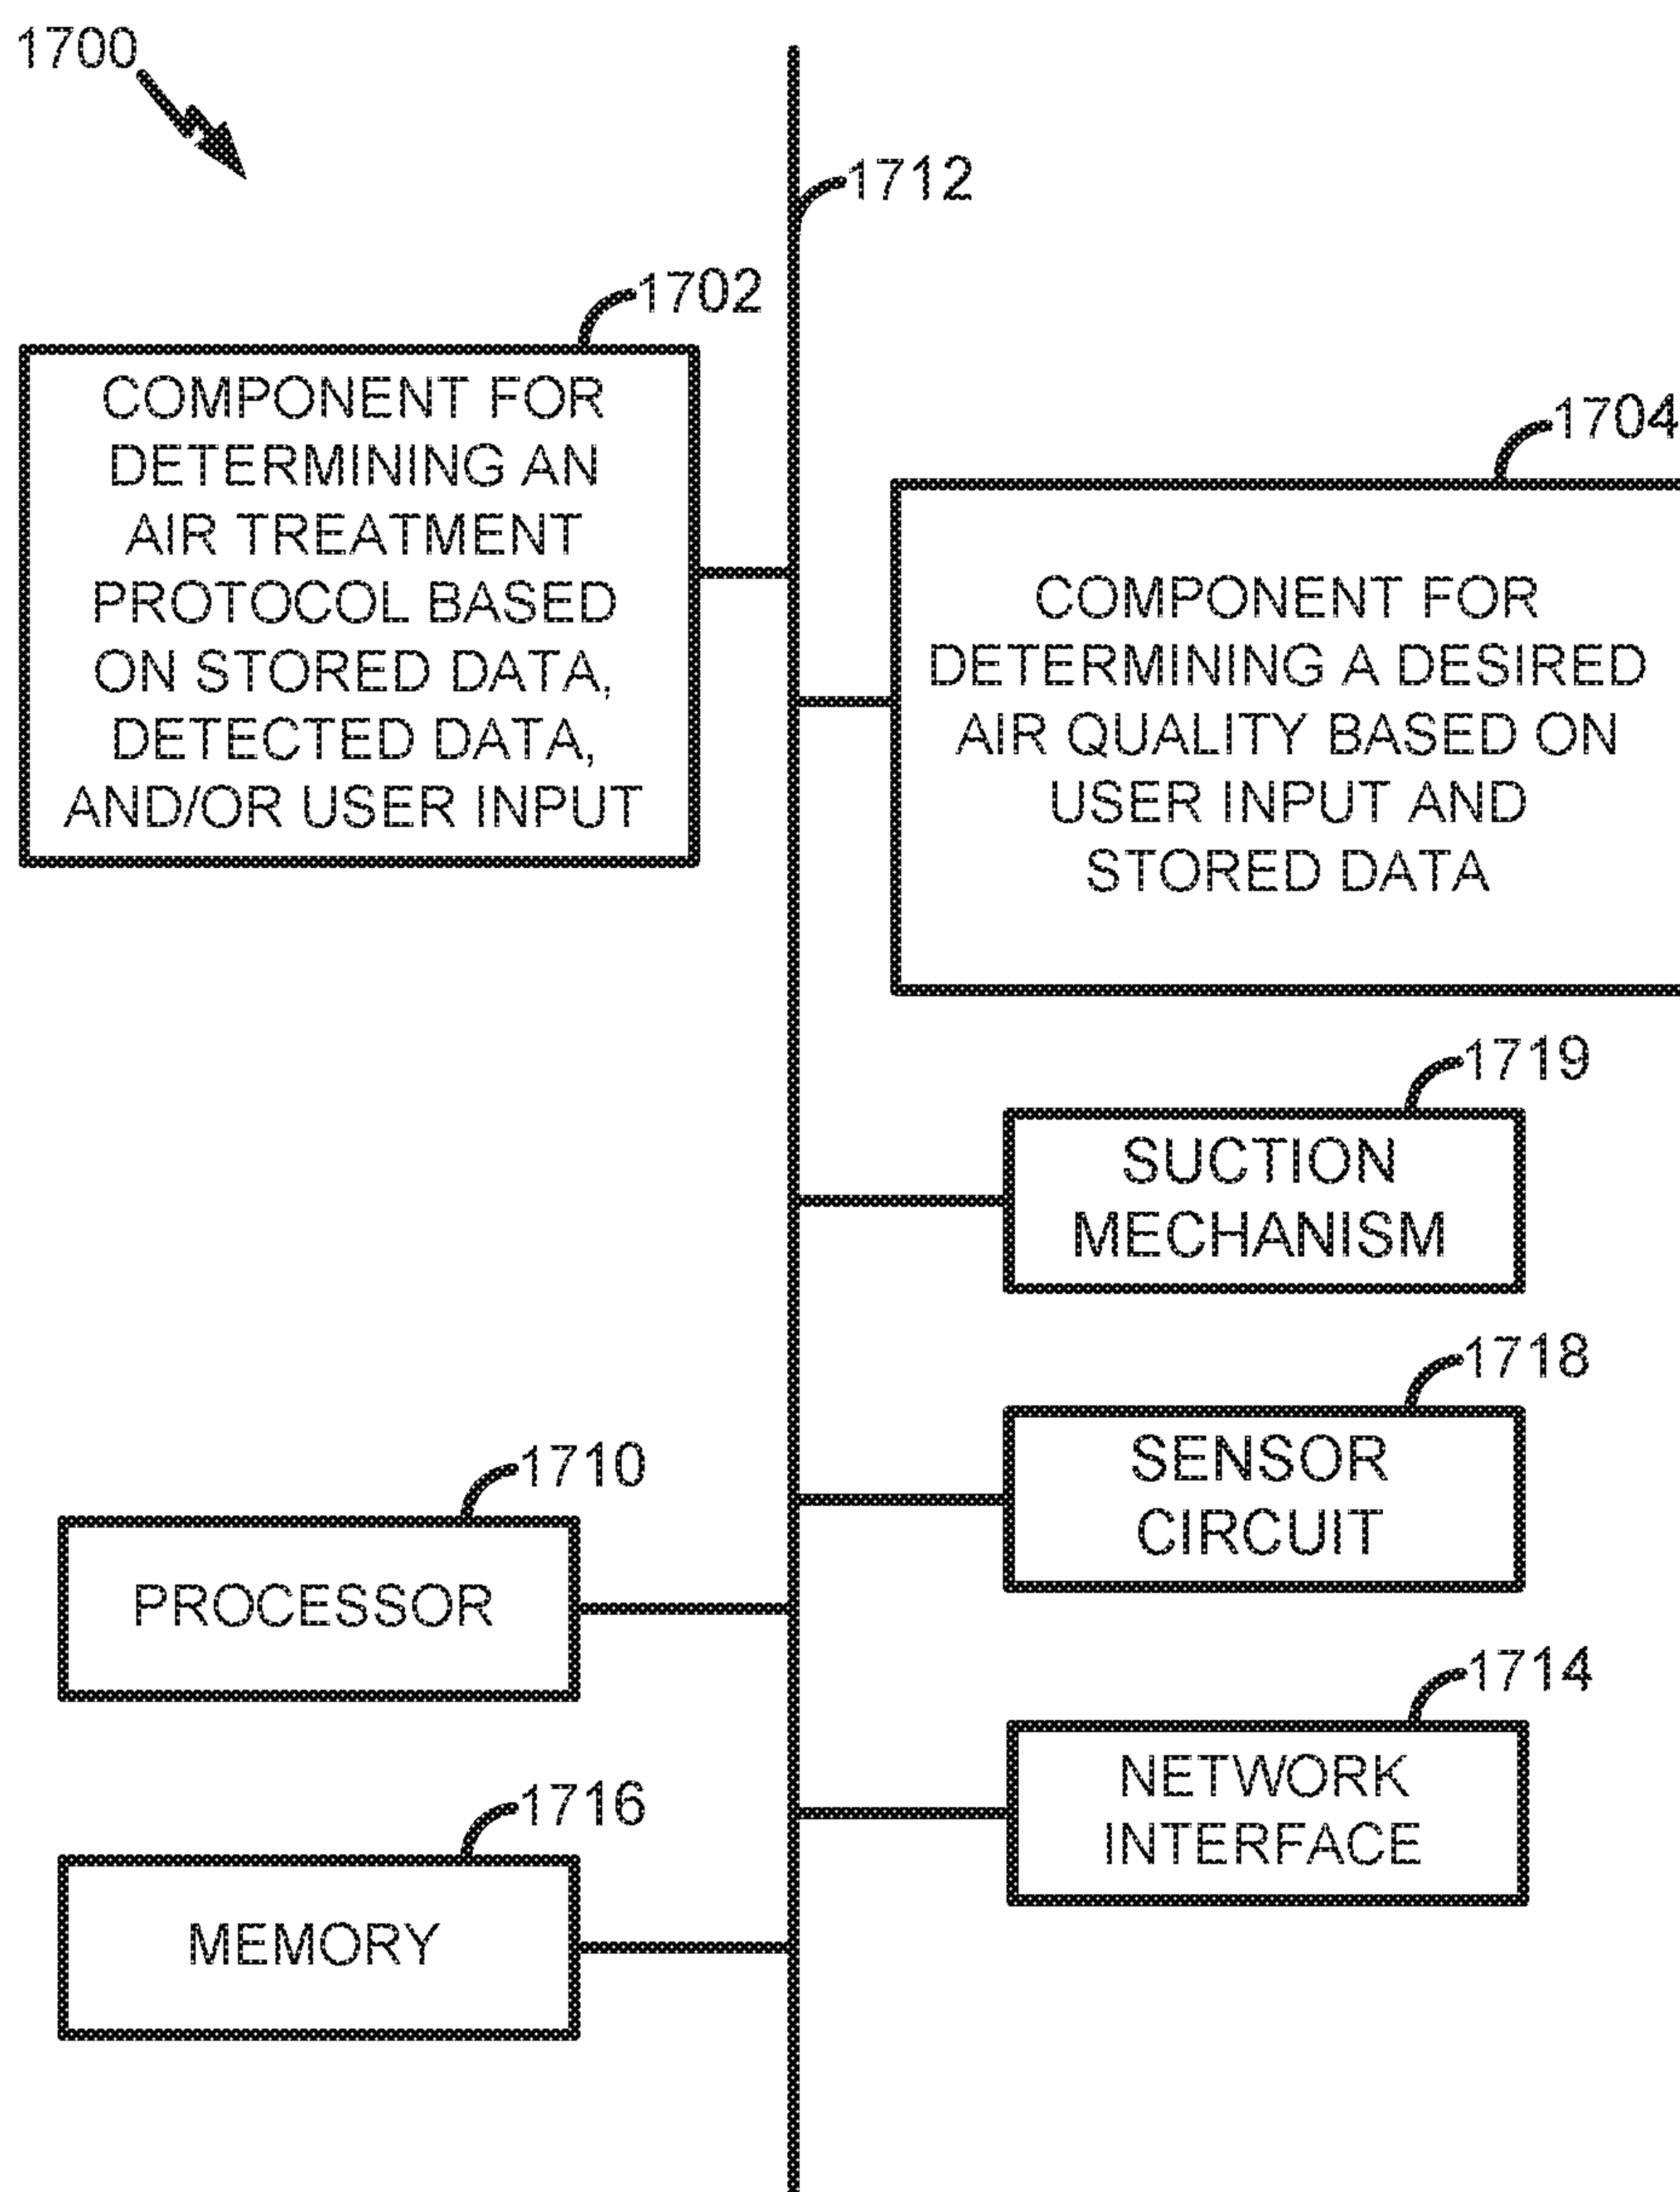 1700
1712
1702
COMPONENT FOR
DETERMINING AN
AIR TREATMENT
PROTOCOL BASED
ON STORED DATA,
DETECTED DATA,
AND/OR USER INPUT
1704
COMPONENT FOR
DETERMINING A DESIRED
AIR QUALITY BASED ON
USER INPUT AND
STORED DATA
1719
SUCTION
MECHANISM
1718
SENSOR
CIRCUIT
1710
PROCESSOR
1714
NETWORK
INTERFACE
1716
MEMORY